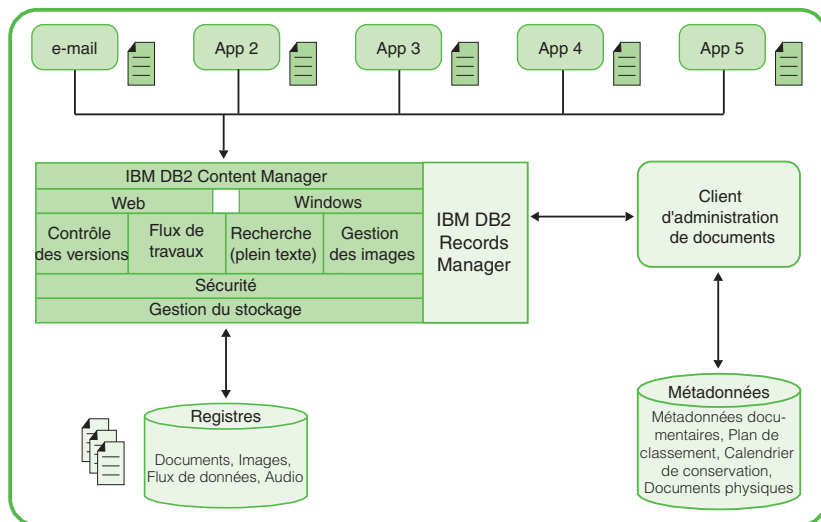 e-mail
App 2
App 3
App 4
App 5
IBM DB2 Content Manager
Web
Windows
Contrôle
des versions
Flux de
travaux
Recherche
(plein texte)
Gestion
des images
Sécurité
Gestion du stockage
IBM DB2
Records
Manager
Client
d'administration
de documents
Registres
Documents, Images,
Flux de données, Audio
Métadonnées
Métadonnées docu-
mentaires, Plan de
classement, Calendrier
de conservation,
Documents physiques